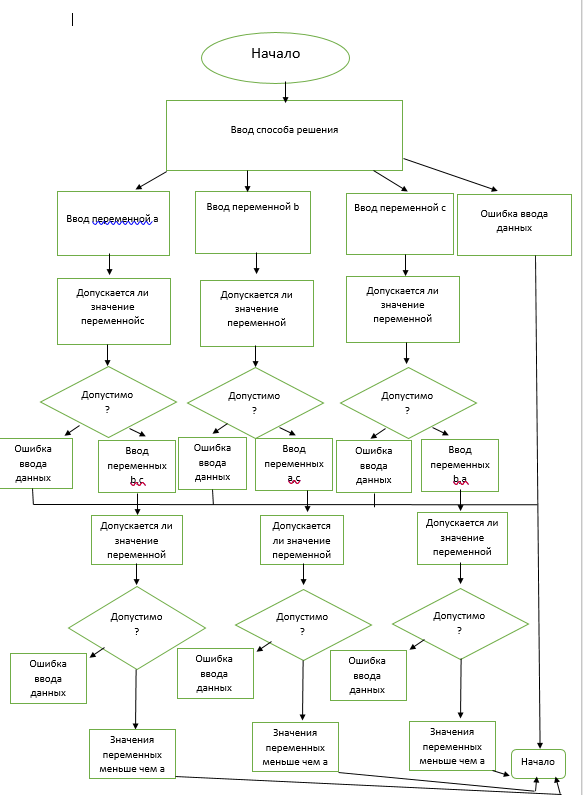 Начало
Ввод способа решения
Ввод переменной а
Ввод переменной b
Ввод переменной с
Ошибка ввода
данных
Допускается ли
значение
переменнойс
Допускается ли
значение
переменной
Допускается ли
значение
переменной
Допустимо
?
Допустимо
?
Допустимо
?
Ошибка
ввода
данных
Ввод
переменных
b,c
Ошибка
ввода
данных
Ввод
переменных
а,с
Ошибка
ввода
данных
Ввод
переменных
b,a
Допускается ли
значение
переменной
Допускается
ли значение
переменной
Допускается ли
значение
переменной
Допустимо
?
Допустимо
?
Допустимо
?
Ошибка
ввода
данных
Ошибка
ввода
данных
Ошибка
ввода
данных
Значения
переменных
меньше чем а
Значения
переменных
меньше чем а
Значения
переменных
меньше чем а
Начало